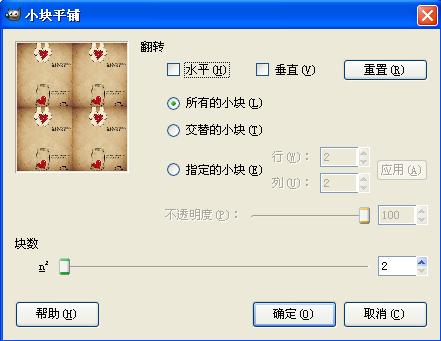 小块平铺
翻转
水平(H) 垂直(V) 重置(R)
所有的小块(L)
交替的小块(T)
指定的小块(E) 行(W): 2 应用(A)
列(U): 2
不透明度(P): 100
块数
n² 2
帮助(H) 确定(O) 取消(C)